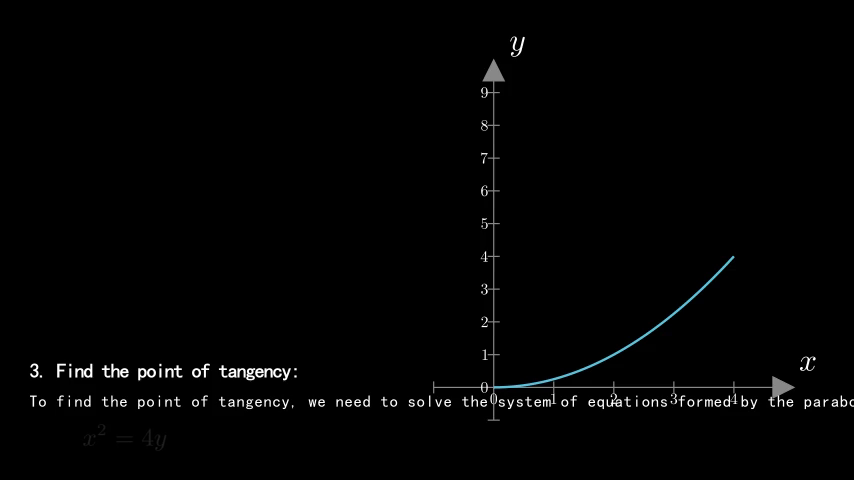 y
9
8
7
6
5
4
3
2
1
0
x
0 1 2 3 4
3. Find the point of tangency:
To find the point of tangency, we need to solve the system of equations formed by the parabo
x² = 4y